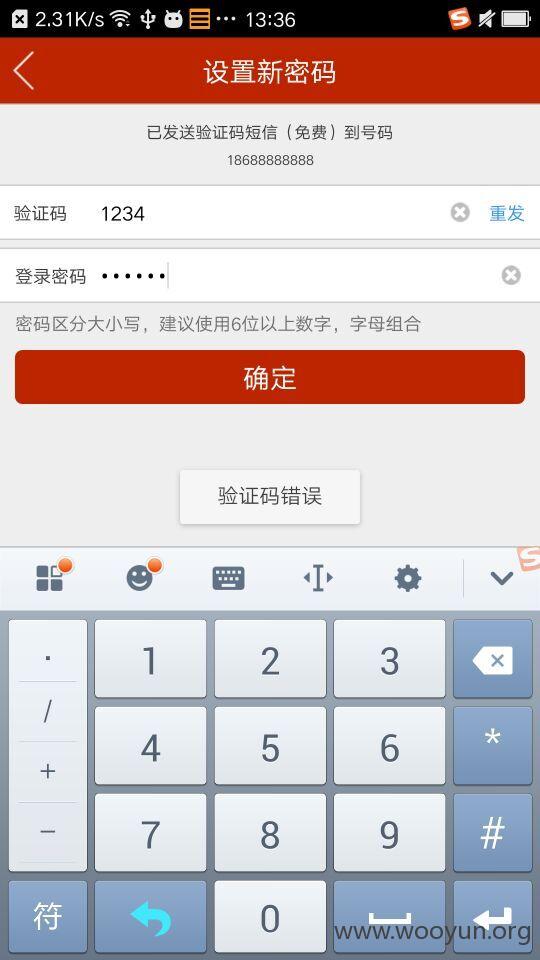 2.31K/s 13:36
设置新密码
已发送验证码短信（免费）到号码
18688888888
验证码 1234 重发
登录密码 ••••••
密码区分大小写，建议使用6位以上数字，字母组合
确定
验证码错误
. 1 2 3
/
4 5 6 *
+
7 8 9 #
−
符 0
www.wooyun.org